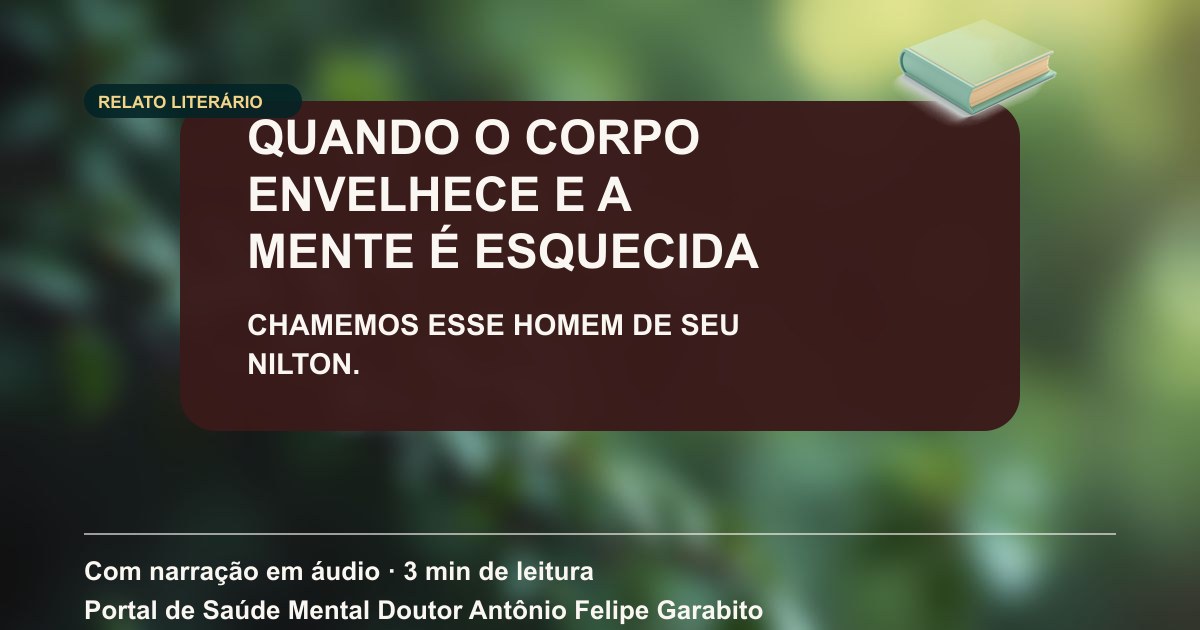 RELATO LITERÁRIO
QUANDO O CORPO
ENVELHECE E A
MENTE É ESQUECIDA
CHAMEMOS ESSE HOMEM DE SEU
NILTON.
Com narração em áudio · 3 min de leitura
Portal de Saúde Mental Doutor Antônio Felipe Garabito